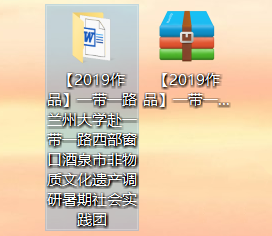 【2019作
品】一带一路
兰州大学赴一
带一路西部窗
口酒泉市非物
质文化遗产调
研暑期社会实
践团
【2019作
品】一带一...